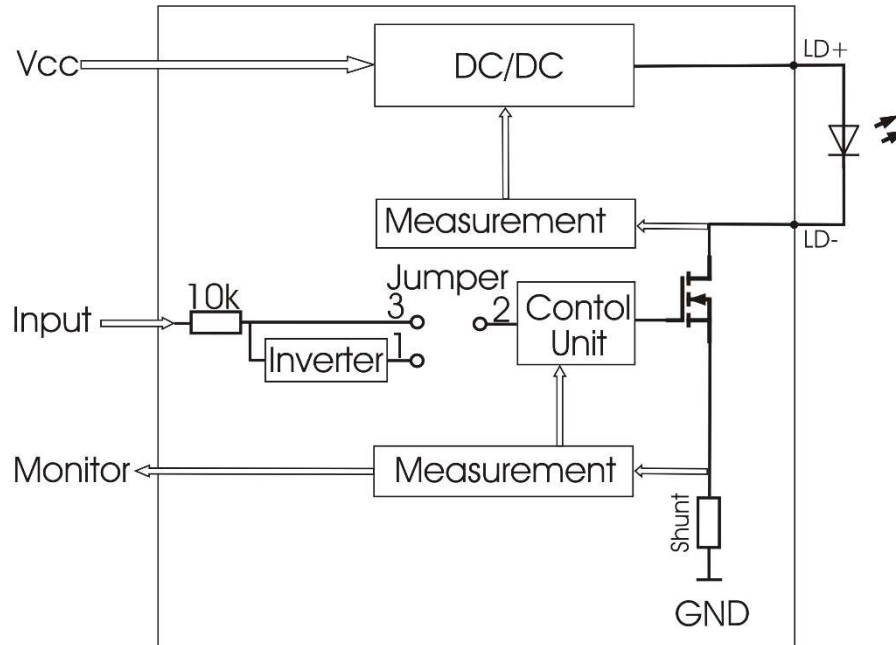 Vcc
DC/DC
LD+
Measurement
LD-
Jumper
10k
3
2
Contol
Unit
Input
Inverter
1
Monitor
Measurement
Shunt
GND